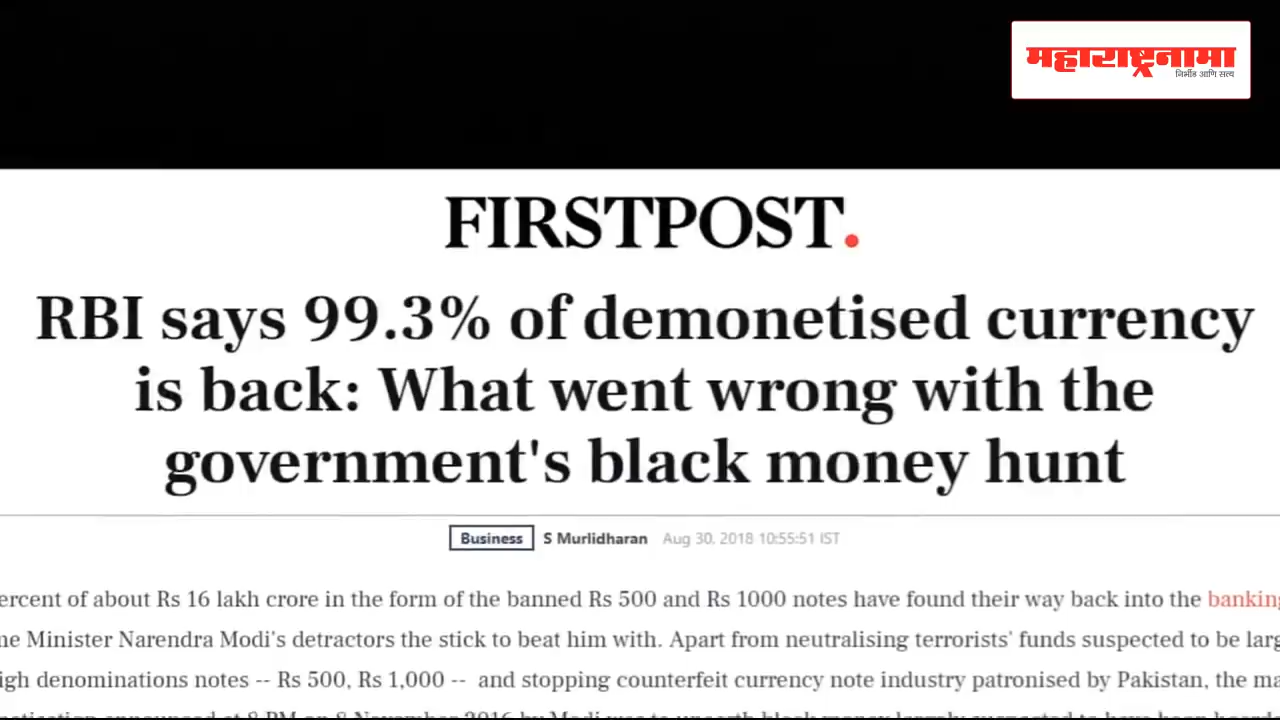 महाराष्ट्रनामा
निर्भीड आणि सत्य
FIRSTPOST.
RBI says 99.3% of demonetised currency
is back: What went wrong with the
government's black money hunt
Business S Murlidharan Aug 30, 2018 10:55:51 IST
ercent of about Rs 16 lakh crore in the form of the banned Rs 500 and Rs 1000 notes have found their way back into the banking
ne Minister Narendra Modi's detractors the stick to beat him with. Apart from neutralising terrorists' funds suspected to be larg
igh denominations notes -- Rs 500, Rs 1,000 -- and stopping counterfeit currency note industry patronised by Pakistan, the ma